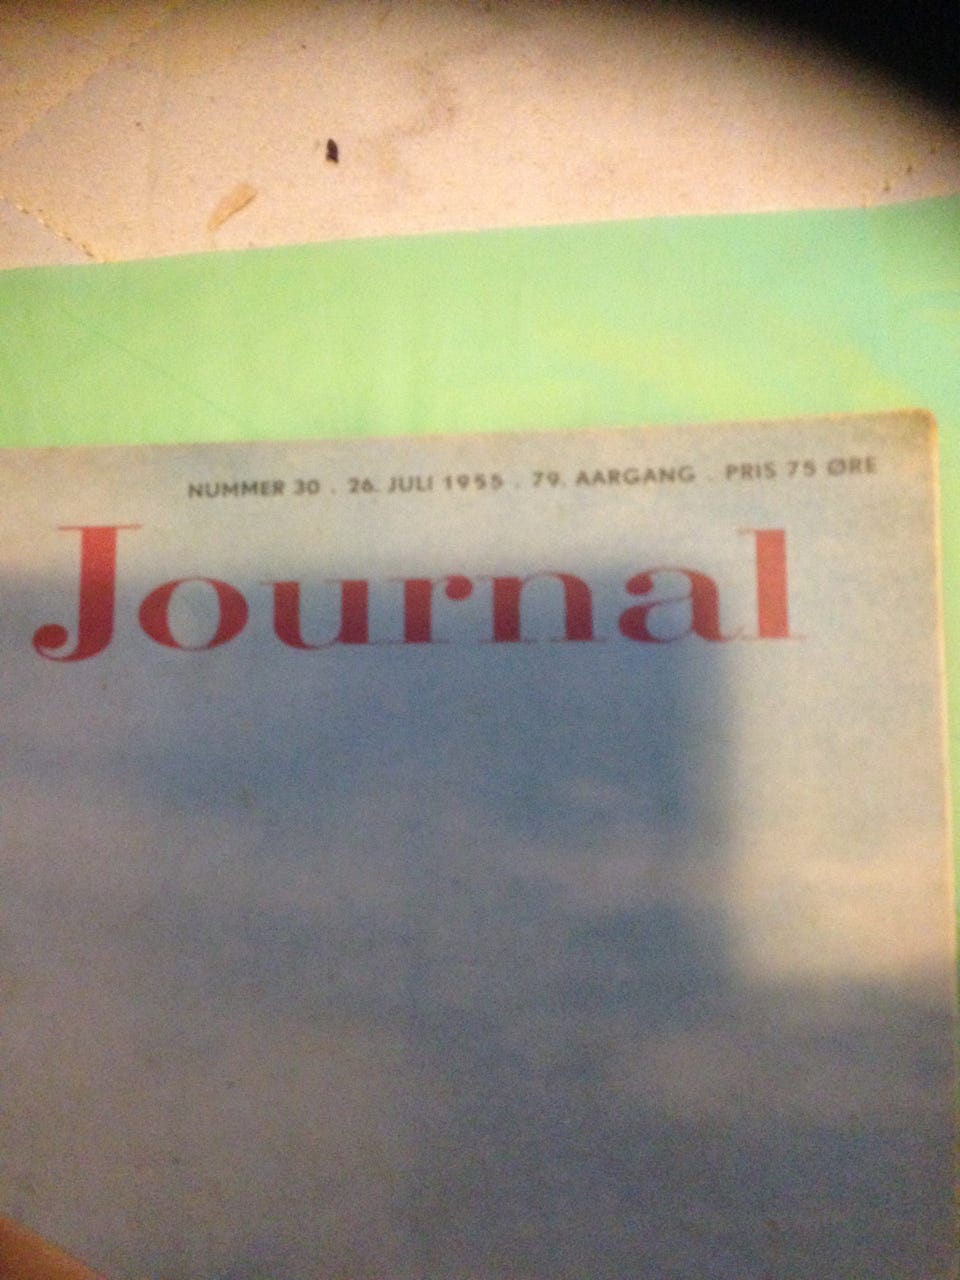 NUMMER 30 . 26. JULI 1955 . 79. AARGANG . PRIS 75 ØRE
Journal